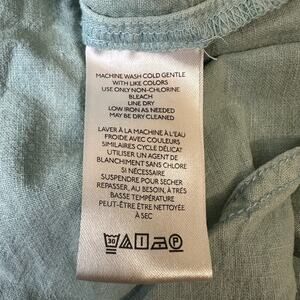 MACHINE WASH COLD GENTLE
WITH LIKE COLORS
USE ONLY NON-CHLORINE
BLEACH
LINE DRY
LOW IRON AS NEEDED
MAY BE DRY CLEANED
LAVER À LA MACHINE À L'EAU
FROIDE AVEC COULEURS
SIMILAIRES CYCLE DÉLICAT
UTILISER UN AGENT DE
BLANCHIMENT SANS CHLORE
SI NÉCESSAIRE
SUSPENDRE POUR SÉCHER
REPASSER, AU BESOIN, À TRÈS
BASSE TEMPÉRATURE
PEUT-ÊTRE ÊTRE NETTOYÉE
À SEC
30 P